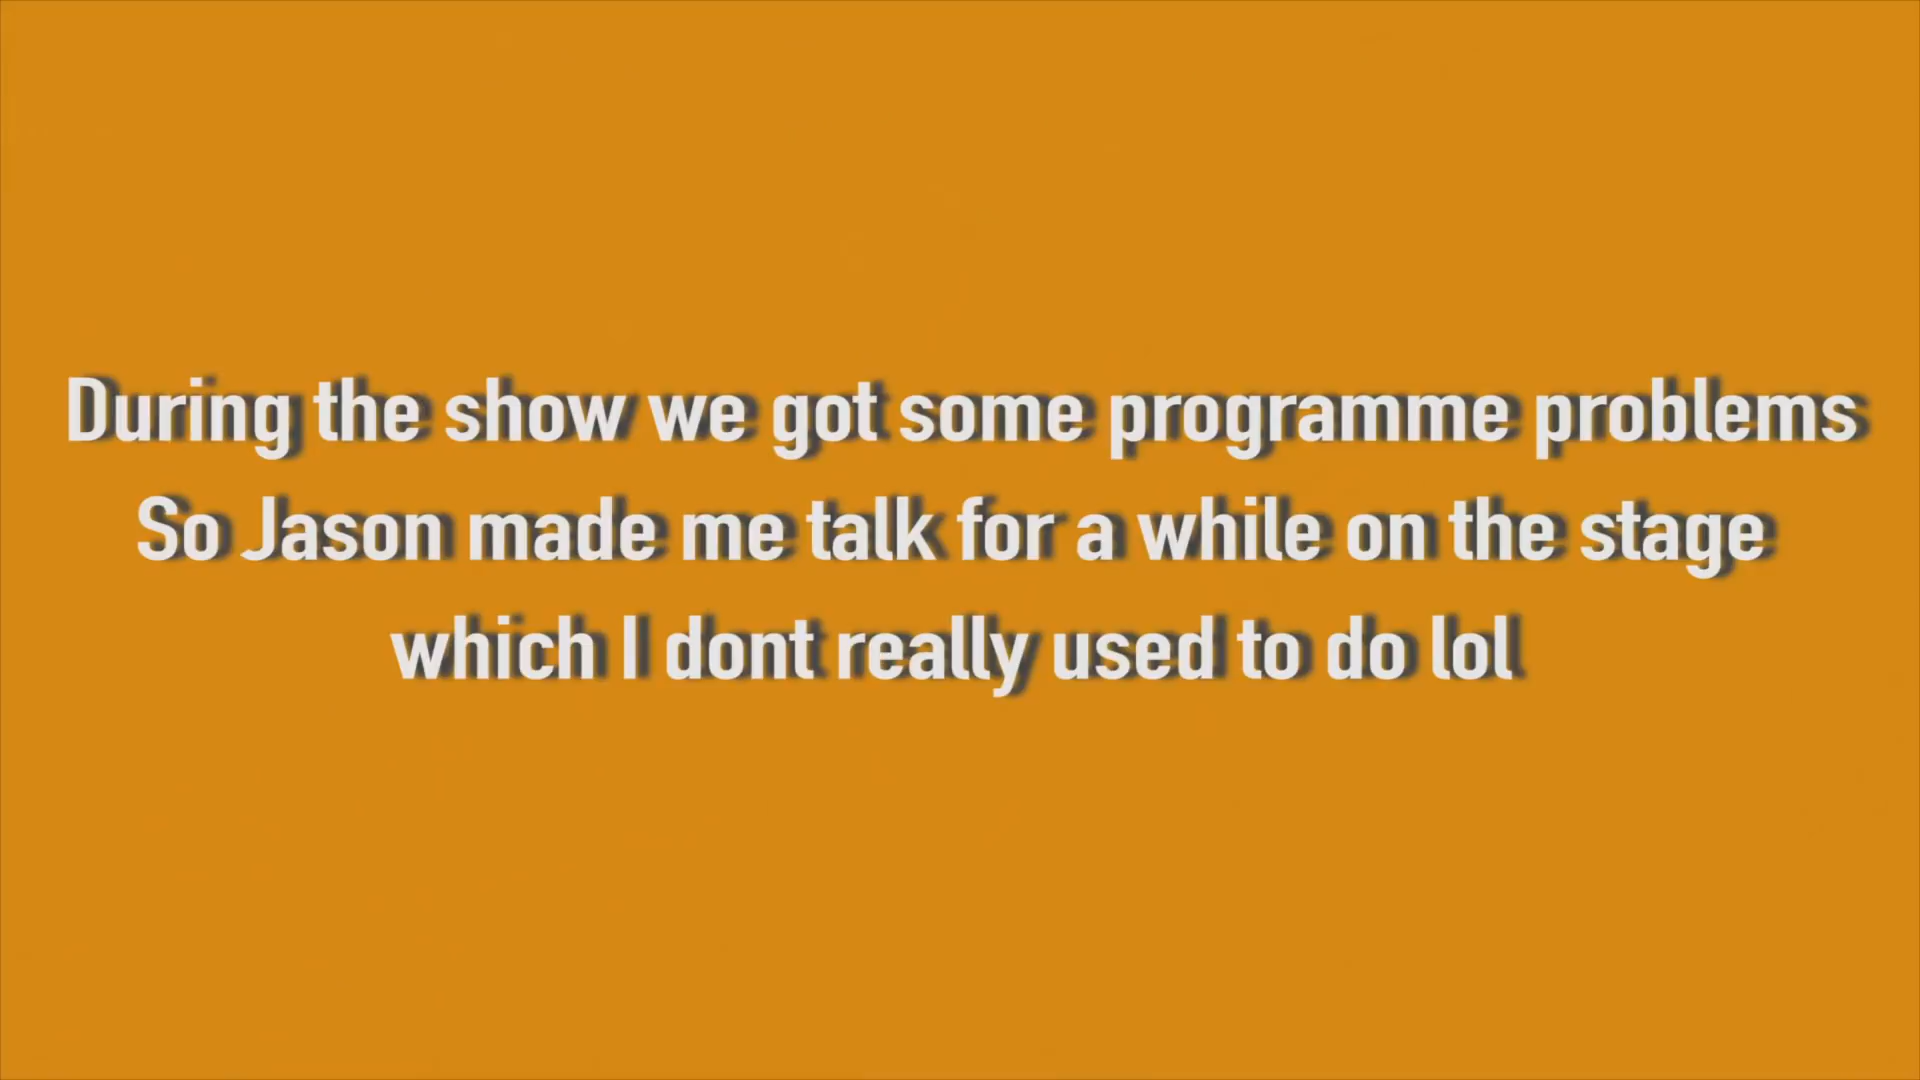 During the show we got some programme problems
So Jason made me talk for a while on the stage
which I dont really used to do lol